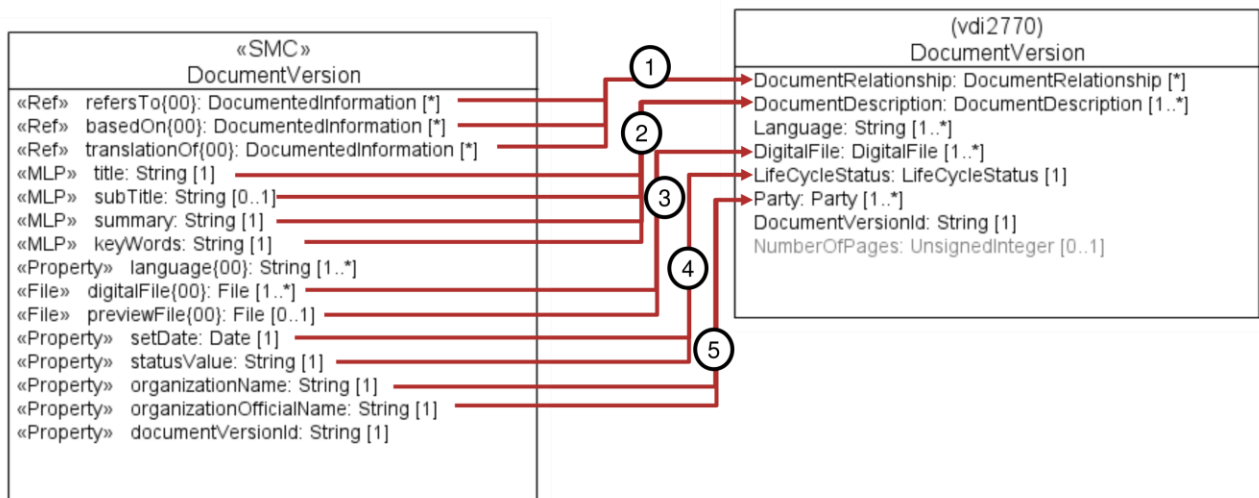 «SMC»
DocumentVersion
«Ref» refersTo{00}: DocumentedInformation [*]
«Ref» basedOn{00}: DocumentedInformation [*]
«Ref» translationOf{00}: DocumentedInformation [*]
«MLP» title: String [1]
«MLP» subTitle: String [0..1]
«MLP» summary: String [1]
«MLP» keyWords: String [1]
«Property» language{00}: String [1..*]
«File» digitalFile{00}: File [1..*]
«File» previewFile{00}: File [0..1]
«Property» setDate: Date [1]
«Property» statusValue: String [1]
«Property» organizationName: String [1]
«Property» organizationOfficialName: String [1]
«Property» documentVersionId: String [1]
1
2
3
4
5
(vdi2770)
DocumentVersion
DocumentRelationship: DocumentRelationship [*]
DocumentDescription: DocumentDescription [1..*]
Language: String [1..*]
DigitalFile: DigitalFile [1..*]
LifeCycleStatus: LifeCycleStatus [1]
Party: Party [1..*]
DocumentVersionId: String [1]
NumberOfPages: UnsignedInteger [0..1]